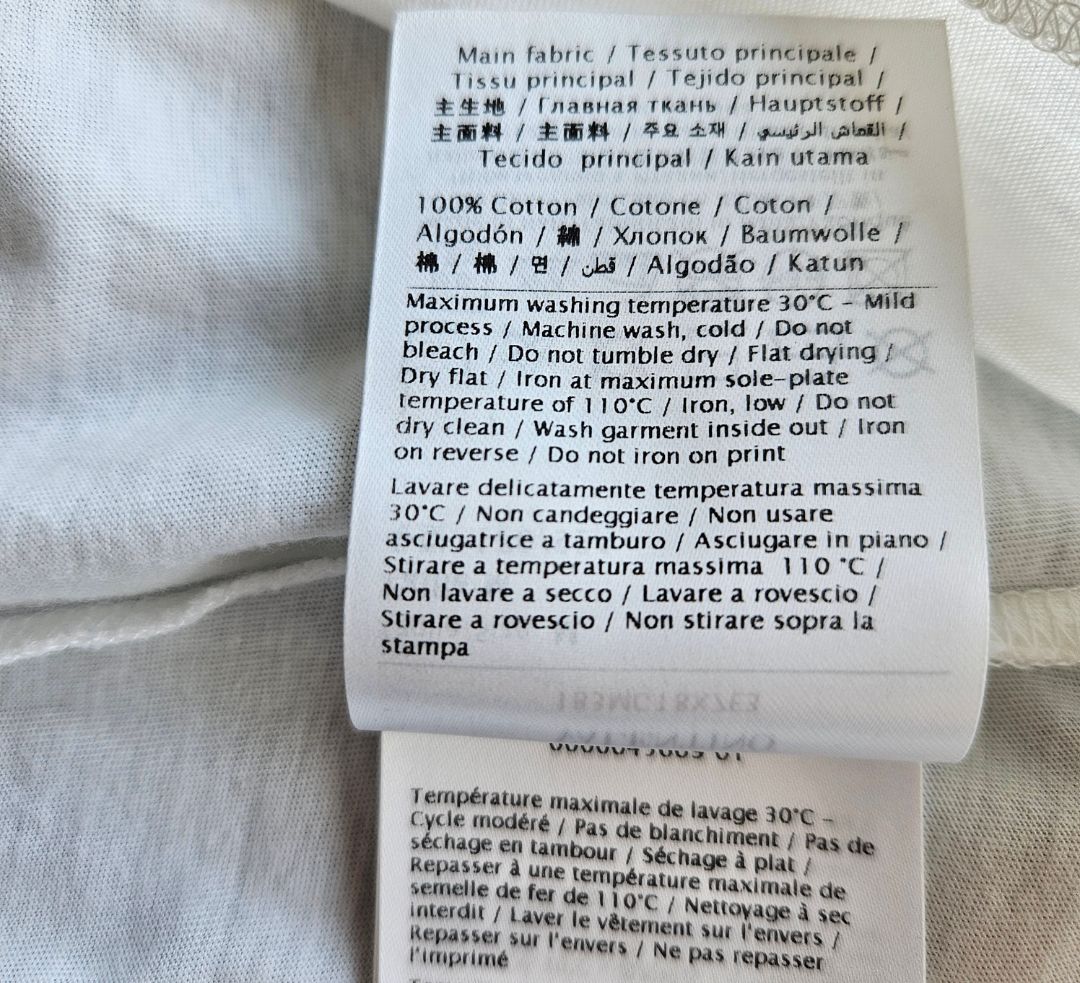 Main fabric / Tessuto principale /
Tissu principal / Tejido principal /
主生地 / Главная ткань / Hauptstoff /
主面料 / 主面料 / 주요 소재 / القماش الرئيسي /
Tecido principal / Kain utama
100% Cotton / Cotone / Coton /
Algodón / 綿 / Хлопок / Baumwolle /
棉 / 棉 / 면 / قطن / Algodão / Katun
Maximum washing temperature 30°C - Mild
process / Machine wash, cold / Do not
bleach / Do not tumble dry / Flat drying /
Dry flat / Iron at maximum sole-plate
temperature of 110°C / Iron, low / Do not
dry clean / Wash garment inside out / Iron
on reverse / Do not iron on print
Lavare delicatamente temperatura massima
30°C / Non candeggiare / Non usare
asciugatrice a tamburo / Asciugare in piano /
Stirare a temperatura massima 110 °C /
Non lavare a secco / Lavare a rovescio /
Stirare a rovescio / Non stirare sopra la
stampa
Température maximale de lavage 30°C -
Cycle modéré / Pas de blanchiment / Pas de
séchage en tambour / Séchage à plat /
Repasser à une température maximale de
semelle de fer de 110°C / Nettoyage à sec
interdit / Laver le vêtement sur l'envers /
Repasser sur l'envers / Ne pas repasser
l'imprimé